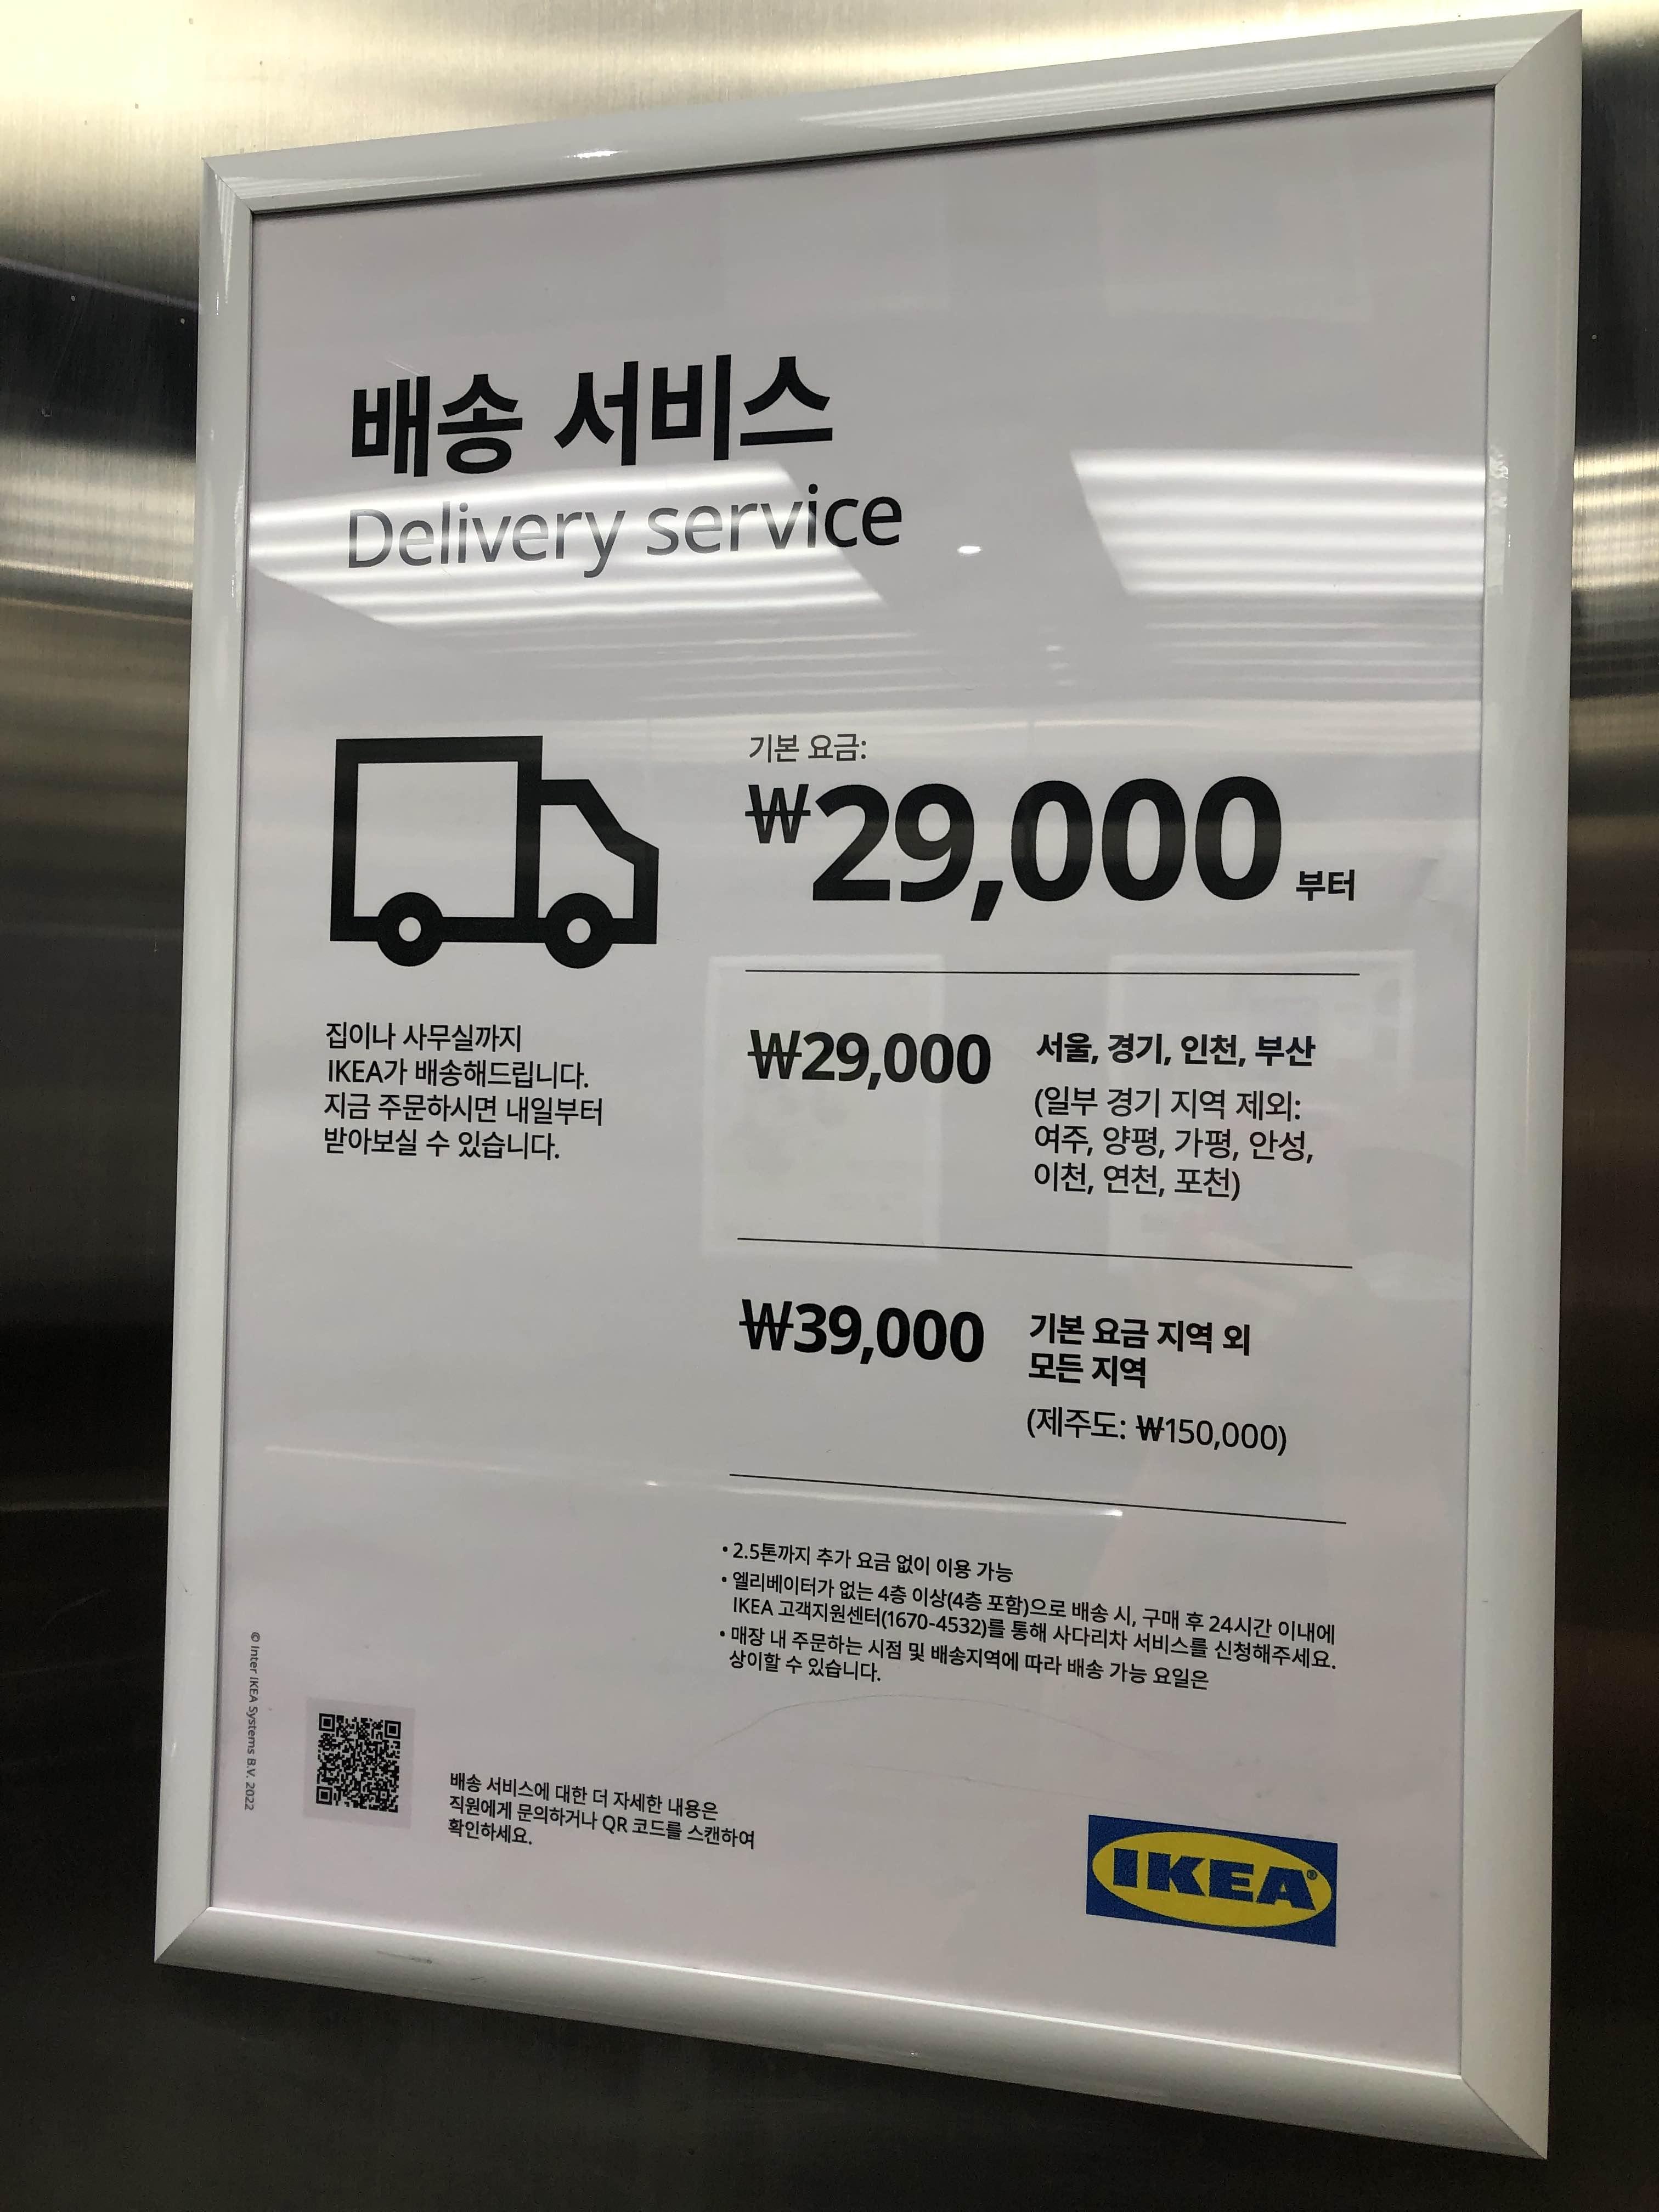 배송 서비스
Delivery service
기본 요금:
₩29,000 부터
집이나 사무실까지
IKEA가 배송해드립니다.
지금 주문하시면 내일부터
받아보실 수 있습니다.
₩29,000 서울, 경기, 인천, 부산
(일부 경기 지역 제외:
여주, 양평, 가평, 안성,
이천, 연천, 포천)
₩39,000 기본 요금 지역 외
모든 지역
(제주도: ₩150,000)
• 2.5톤까지 추가 요금 없이 이용 가능
• 엘리베이터가 없는 4층 이상(4층 포함)으로 배송 시, 구매 후 24시간 이내에
IKEA 고객지원센터(1670-4532)를 통해 사다리차 서비스를 신청해주세요.
• 매장 내 주문하는 시점 및 배송지역에 따라 배송 가능 요일은
상이할 수 있습니다.
© Inter IKEA Systems B.V. 2022
배송 서비스에 대한 더 자세한 내용은
직원에게 문의하거나 QR 코드를 스캔하여
확인하세요.
IKEA®